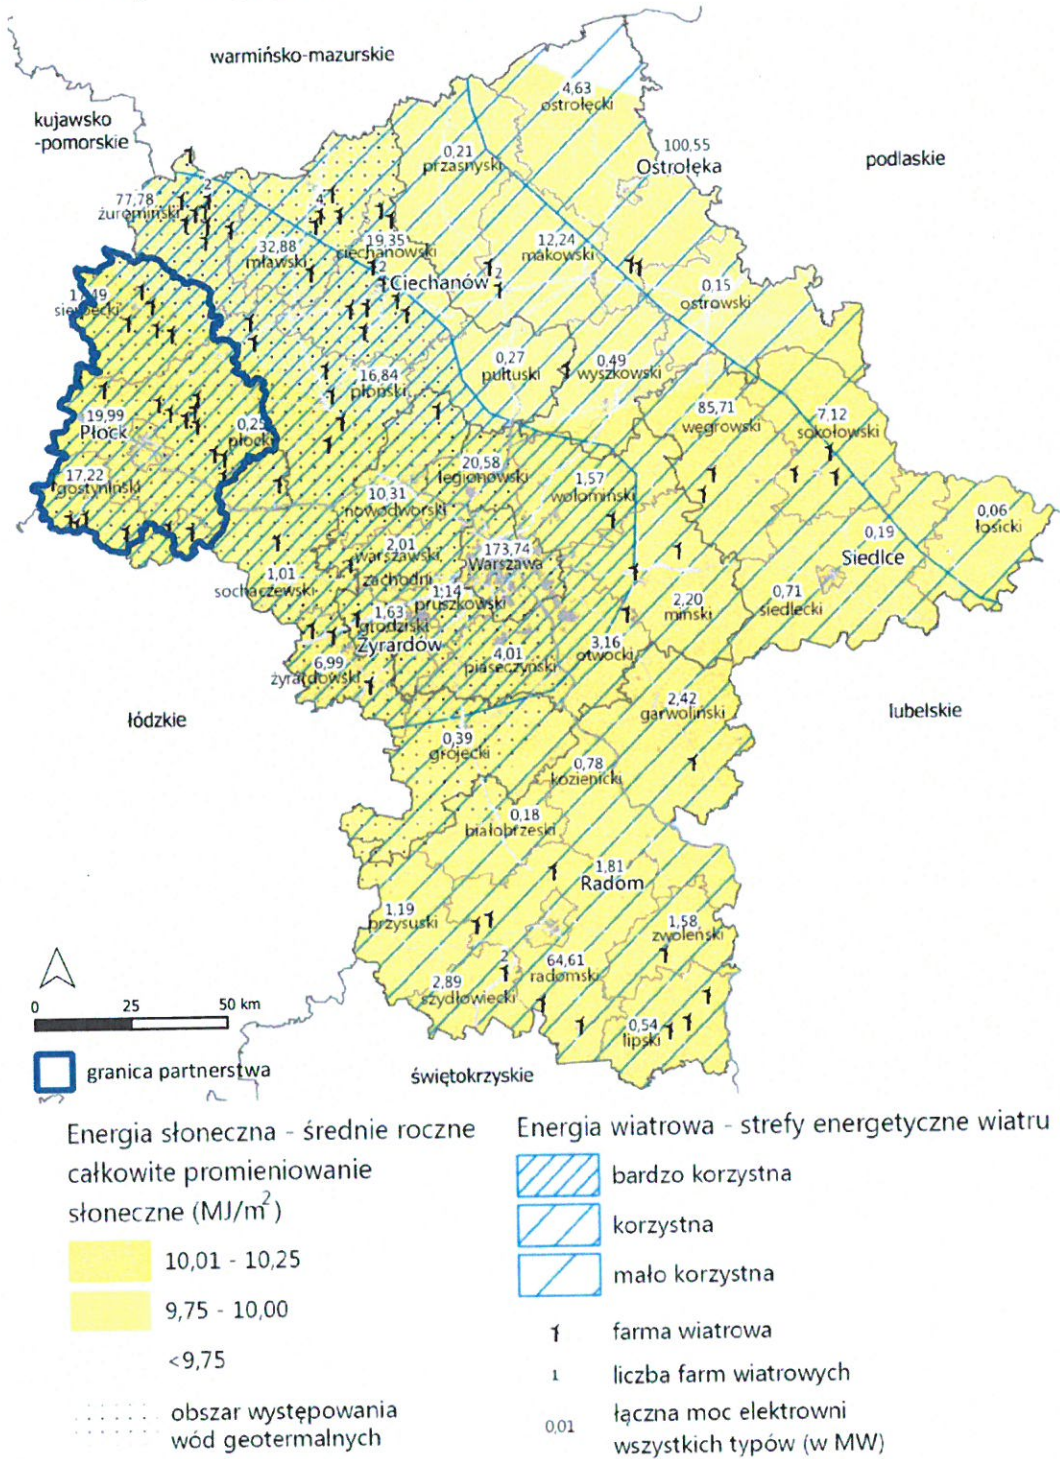 warmińsko-mazurskie
kujawsko
-pomorskie
podlaskie
4,63
ostrołęcki
100,55
Ostrołęka
0,21
przasnyski
77,78
żuromiński
2
4
32,88
mławski
19,35
ciechanowski
2
Ciechanów
2
12,24
makowski
0,15
ostrowski
17,49
sierpecki
0,27
pułtuski
0,49
wyszkowski
16,84
płoński
85,71
węgrowski
7,12
sokołowski
19,99
Płock
0,25
płocki
17,22
gostyniński
20,58
legionowski
1,57
wołomiński
10,31
nowodworski
0,06
łosicki
0,19
Siedlce
2,01
warszawski
zachodni
173,74
Warszawa
1,01
sochaczewski
1,14
pruszkowski
0,71
siedlecki
2,20
miński
1,63
grodziski
Żyrardów
3,16
otwocki
4,01
piaseczyński
6,99
żyrardowski
2,42
garwoliński
łódzkie
lubelskie
0,39
grójecki
0,78
kozienicki
0,18
białobrzeski
1,81
Radom
1,19
przysuski
1,58
zwoleński
2
64,61
radomski
2,89
szydłowiecki
0,54
lipski
0 25 50 km
granica partnerstwa
świętokrzyskie
Energia słoneczna - średnie roczne
całkowite promieniowanie
słoneczne (MJ/m²)
10,01 - 10,25
9,75 - 10,00
<9,75
obszar występowania
wód geotermalnych
Energia wiatrowa - strefy energetyczne wiatru
bardzo korzystna
korzystna
mało korzystna
farma wiatrowa
1 liczba farm wiatrowych
0,01 łączna moc elektrowni
wszystkich typów (w MW)